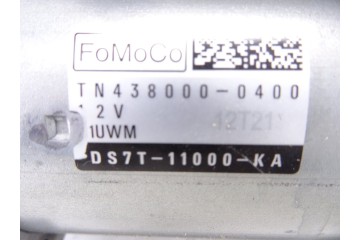 FoMoCo
TN438000-0400
12V
1UWM
DS7T-11000-KA